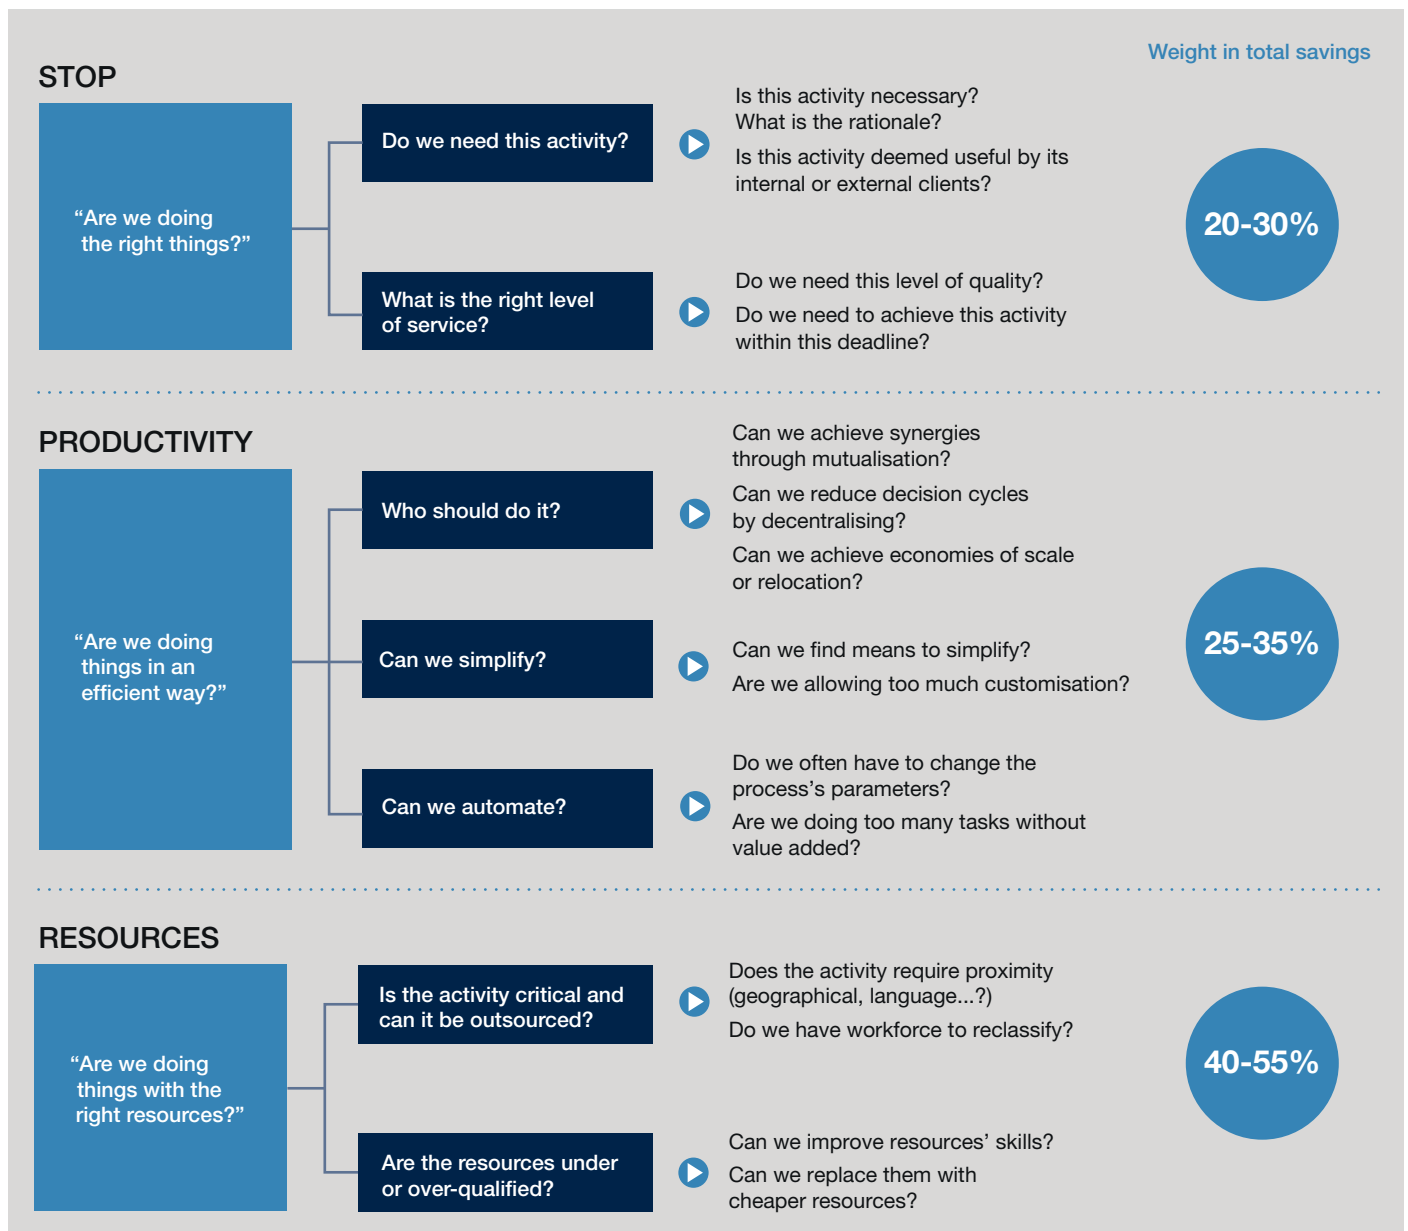 Weight in total savings
STOP
“Are we doing
the right things?”
Do we need this activity?
Is this activity necessary?
What is the rationale?
Is this activity deemed useful by its
internal or external clients?
What is the right level
of service?
Do we need this level of quality?
Do we need to achieve this activity
within this deadline?
20-30%
PRODUCTIVITY
“Are we doing
things in an
efficient way?”
Who should do it?
Can we achieve synergies
through mutualisation?
Can we reduce decision cycles
by decentralising?
Can we achieve economies of scale
or relocation?
Can we simplify?
Can we find means to simplify?
Are we allowing too much customisation?
Can we automate?
Do we often have to change the
process’s parameters?
Are we doing too many tasks without
value added?
25-35%
RESOURCES
“Are we doing
things with the
right resources?”
Is the activity critical and
can it be outsourced?
Does the activity require proximity
(geographical, language...?)
Do we have workforce to reclassify?
Are the resources under
or over-qualified?
Can we improve resources’ skills?
Can we replace them with
cheaper resources?
40-55%